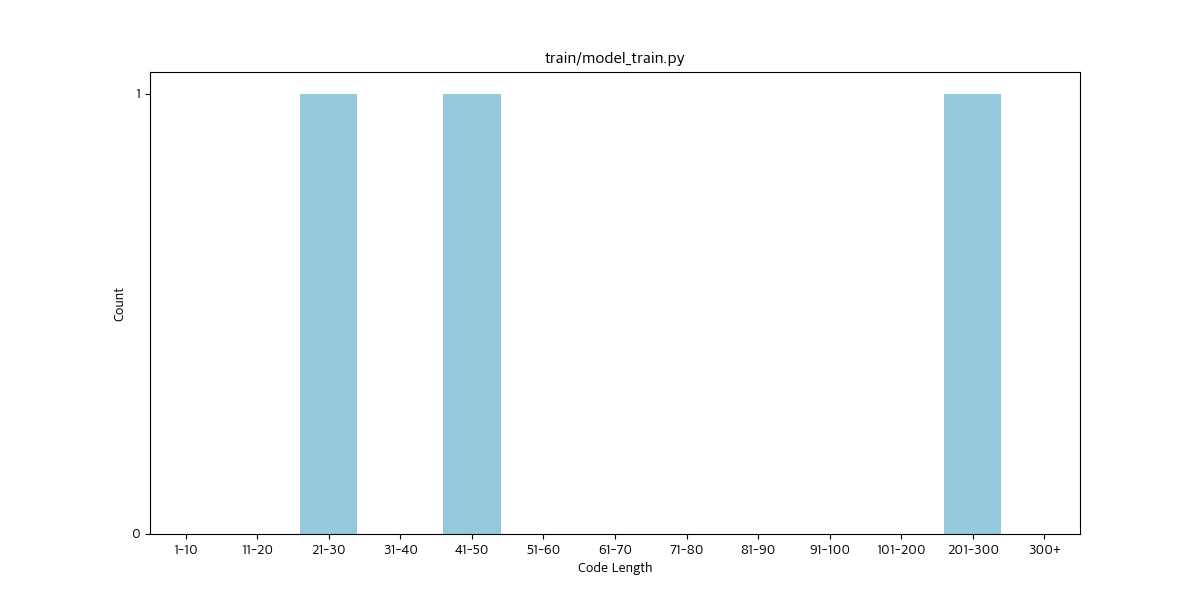 train/model_train.py
1
0
Count
1-10 11-20 21-30 31-40 41-50 51-60 61-70 71-80 81-90 91-100 101-200 201-300 300+
Code Length